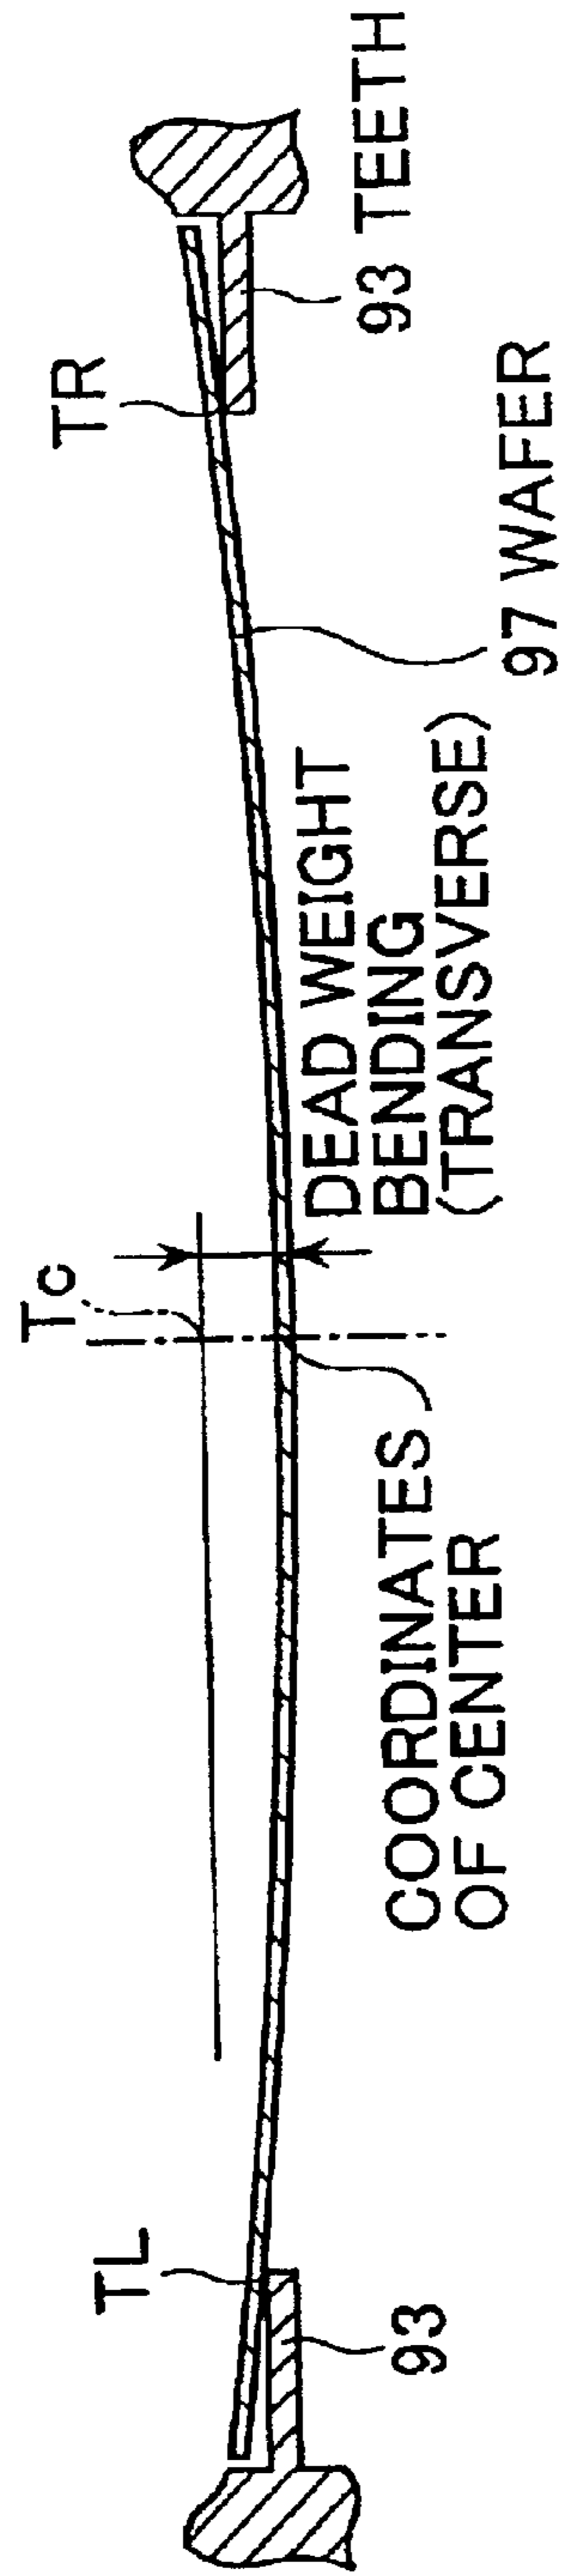 TL
Tc
TR
93
COORDINATES
OF CENTER
DEAD WEIGHT
BENDING
(TRANSVERSE)
97 WAFER
93 TEETH